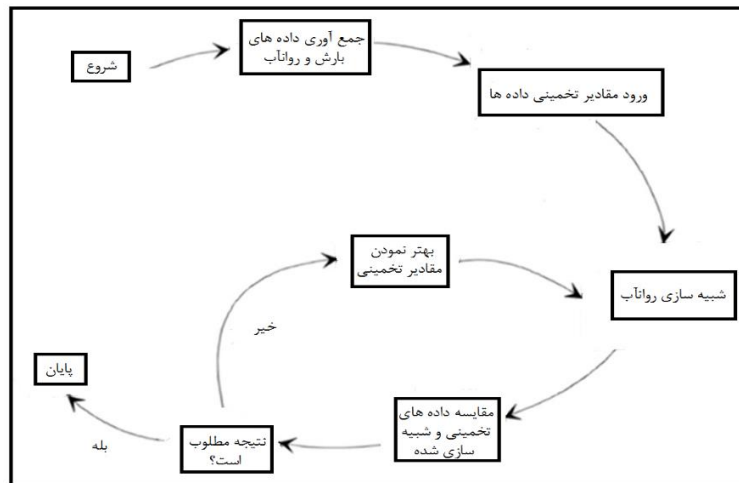 شروع
جمع آوری داده های
بارش و رواناب
ورود مقادیر تخمینی داده ها
شبیه سازی رواناب
بهتر نمودن
مقادیر تخمینی
خیر
مقایسه داده های
تخمینی و شبیه
سازی شده
نتیجه مطلوب
است؟
بله
پایان